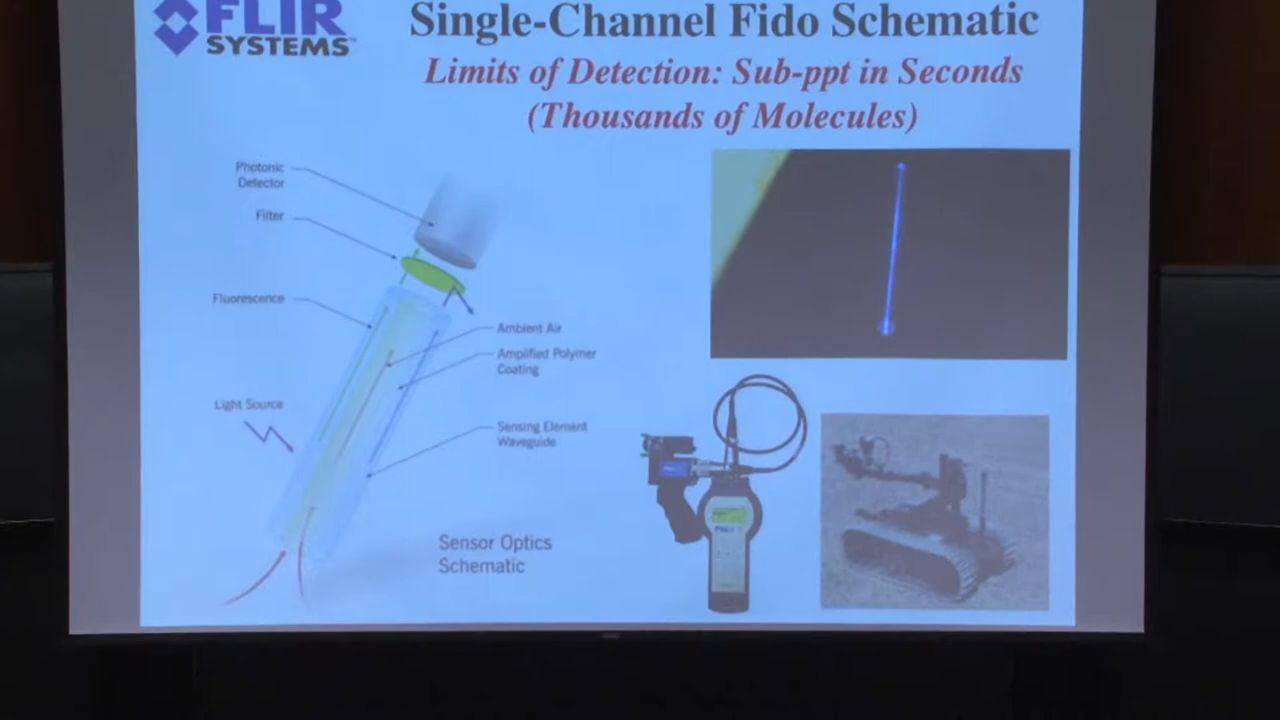 FLIR
SYSTEMS™
Single-Channel Fido Schematic
Limits of Detection: Sub-ppt in Seconds
(Thousands of Molecules)
Photonic
Detector
Filter
Fluorescence
Ambient Air
Amplified Polymer
Coating
Light Source
Sensing Element
Waveguide
Sensor Optics
Schematic